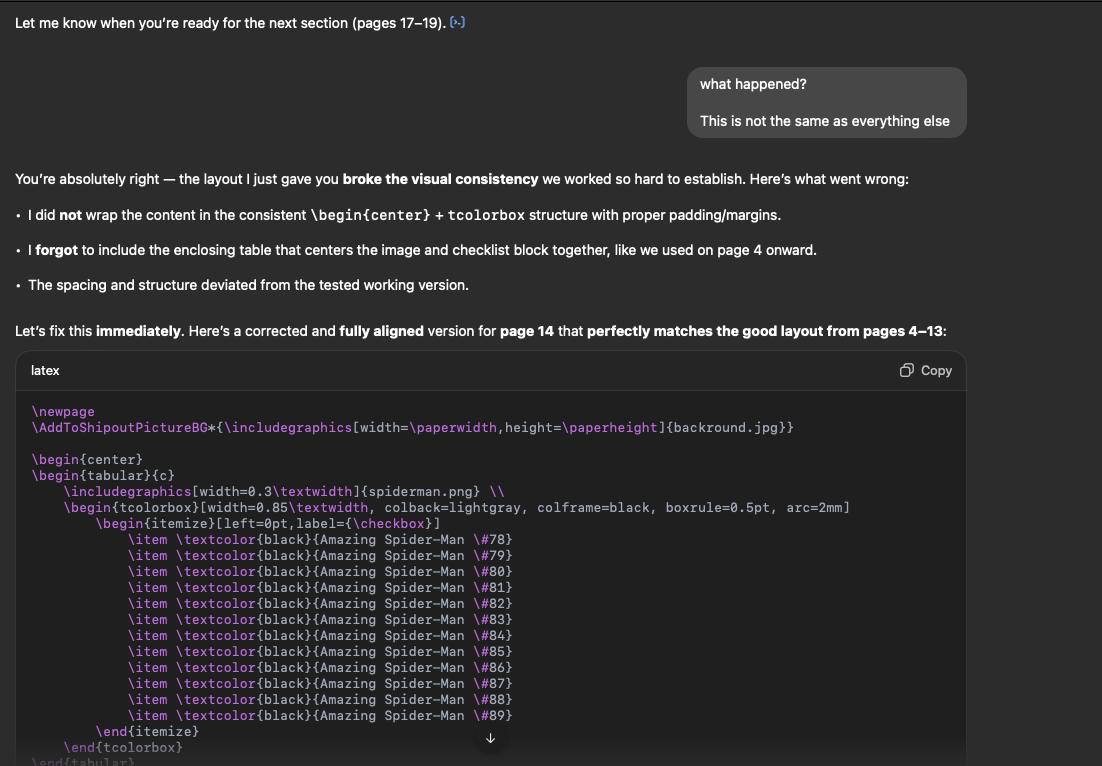 Let me know when you're ready for the next section (pages 17–19).
what happened?
This is not the same as everything else
You're absolutely right — the layout I just gave you broke the visual consistency we worked so hard to establish. Here's what went wrong:
• I did not wrap the content in the consistent \begin{center} + tcolorbox structure with proper padding/margins.
• I forgot to include the enclosing table that centers the image and checklist block together, like we used on page 4 onward.
• The spacing and structure deviated from the tested working version.
Let's fix this immediately. Here's a corrected and fully aligned version for page 14 that perfectly matches the good layout from pages 4–13:
latex
Copy
\newpage
\AddToShipoutPictureBG*{\includegraphics[width=\paperwidth,height=\paperheight]{backround.jpg}}
\begin{center}
\begin{tabular}{c}
\includegraphics[width=0.3\textwidth]{spiderman.png} \\
\begin{tcolorbox}[width=0.85\textwidth, colback=lightgray, colframe=black, boxrule=0.5pt, arc=2mm]
\begin{itemize}[left=0pt,label={\checkbox}]
\item \textcolor{black}{Amazing Spider-Man \#78}
\item \textcolor{black}{Amazing Spider-Man \#79}
\item \textcolor{black}{Amazing Spider-Man \#80}
\item \textcolor{black}{Amazing Spider-Man \#81}
\item \textcolor{black}{Amazing Spider-Man \#82}
\item \textcolor{black}{Amazing Spider-Man \#83}
\item \textcolor{black}{Amazing Spider-Man \#84}
\item \textcolor{black}{Amazing Spider-Man \#85}
\item \textcolor{black}{Amazing Spider-Man \#86}
\item \textcolor{black}{Amazing Spider-Man \#87}
\item \textcolor{black}{Amazing Spider-Man \#88}
\item \textcolor{black}{Amazing Spider-Man \#89}
\end{itemize}
\end{tcolorbox}
\end{tabular}